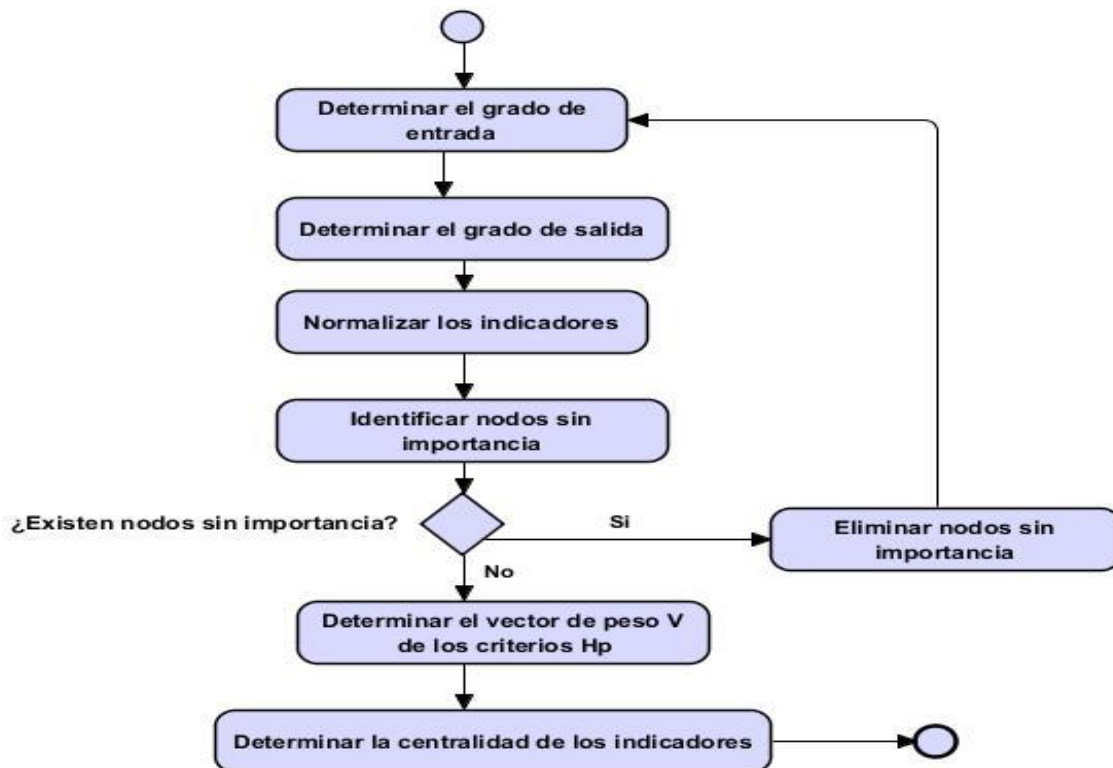 Determinar el grado de
entrada
Determinar el grado de salida
Normalizar los indicadores
Identificar nodos sin
importancia
¿Existen nodos sin importancia?
Si
Eliminar nodos sin
importancia
No
Determinar el vector de peso V
de los criterios Hp
Determinar la centralidad de los indicadores